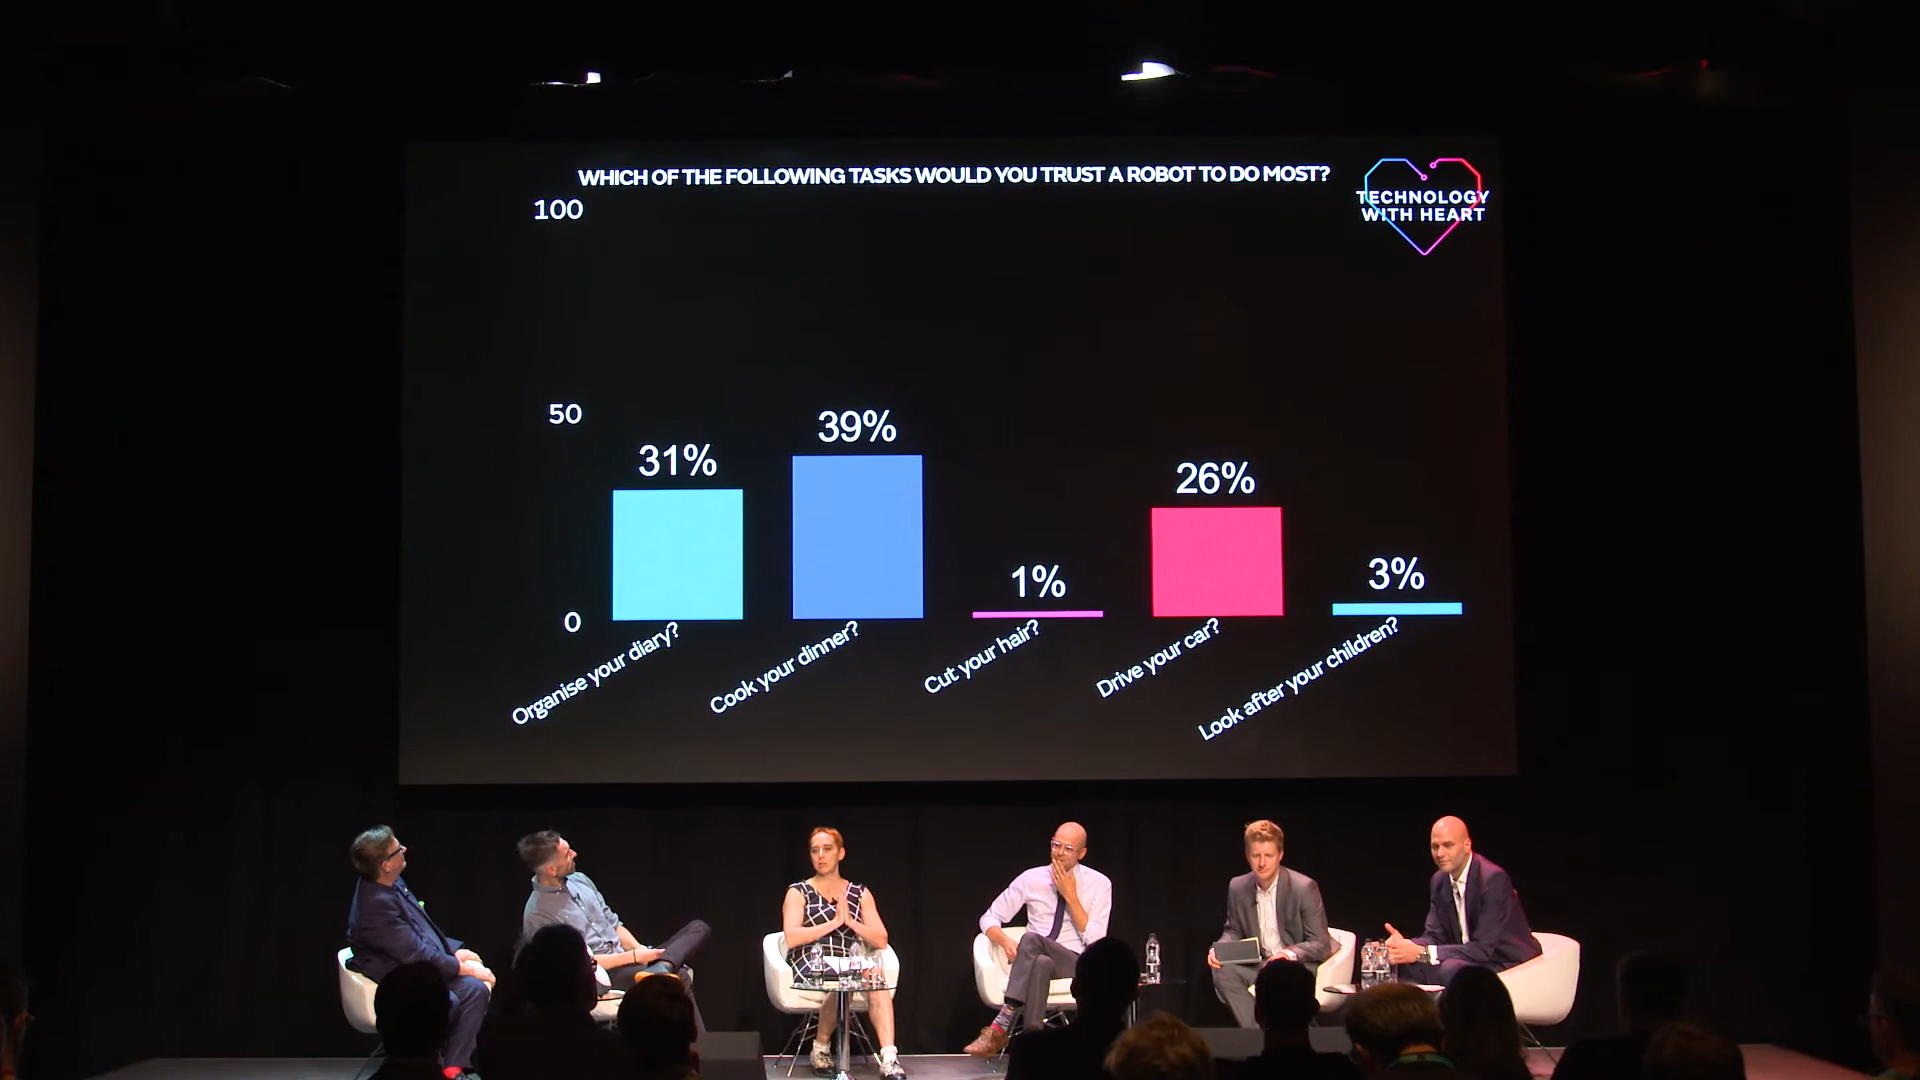 WHICH OF THE FOLLOWING TASKS WOULD YOU TRUST A ROBOT TO DO MOST?
TECHNOLOGY
WITH HEART
100
50
0
31%
39%
1%
26%
3%
Organise your diary?
Cook your dinner?
Cut your hair?
Drive your car?
Look after your children?